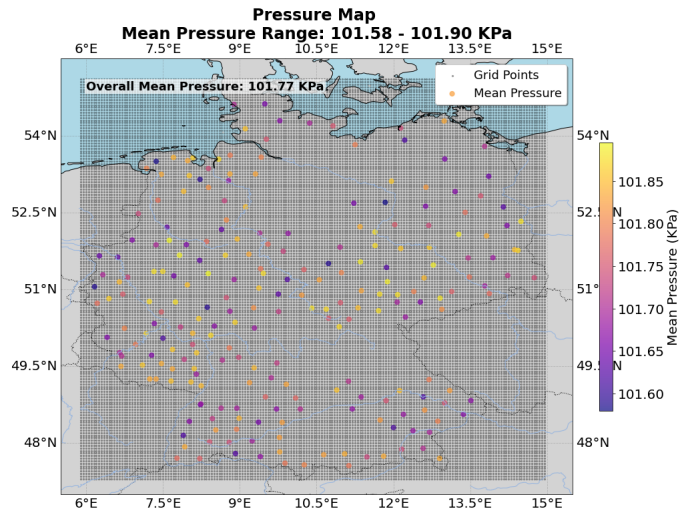 Pressure Map
Mean Pressure Range: 101.58 - 101.90 KPa
6°E 7.5°E 9°E 10.5°E 12°E 13.5°E 15°E
Overall Mean Pressure: 101.77 KPa
Grid Points
Mean Pressure
54°N 54°N
52.5°N 52.5°N
51°N 51°N
49.5°N 49.5°N
48°N 48°N
6°E 7.5°E 9°E 10.5°E 12°E 13.5°E 15°E
101.85
101.80
101.75
101.70
101.65
101.60
Mean Pressure (KPa)